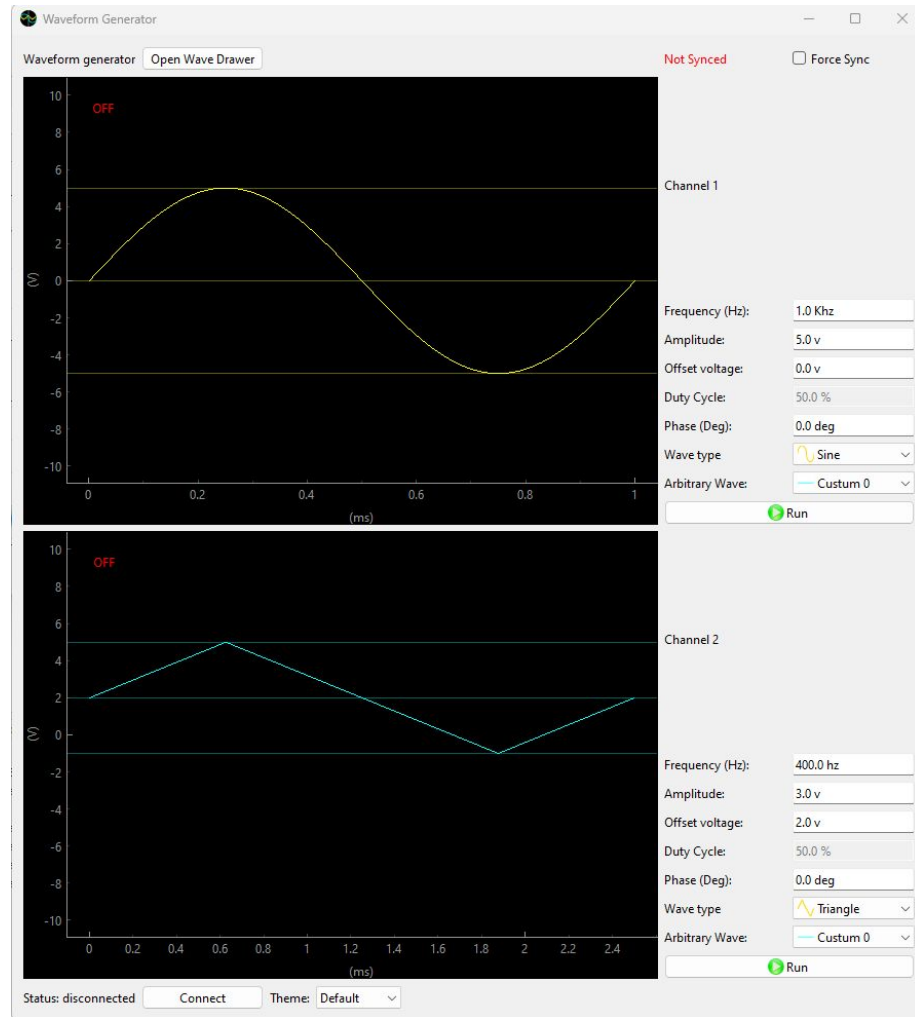 Waveform Generator
Waveform generator Open Wave Drawer Not Synced Force Sync
10
OFF
8
6
4
2
0
-2
-4
-6
-8
-10
(V)
0 0.2 0.4 0.6 0.8 1
(ms)
Channel 1
Frequency (Hz): 1.0 Khz
Amplitude: 5.0 v
Offset voltage: 0.0 v
Duty Cycle: 50.0 %
Phase (Deg): 0.0 deg
Wave type Sine
Arbitrary Wave: Custum 0
Run
10
OFF
8
6
4
2
0
-2
-4
-6
-8
-10
(V)
0 0.2 0.4 0.6 0.8 1 1.2 1.4 1.6 1.8 2 2.2 2.4
(ms)
Channel 2
Frequency (Hz): 400.0 hz
Amplitude: 3.0 v
Offset voltage: 2.0 v
Duty Cycle: 50.0 %
Phase (Deg): 0.0 deg
Wave type Triangle
Arbitrary Wave: Custum 0
Run
Status: disconnected Connect Theme: Default